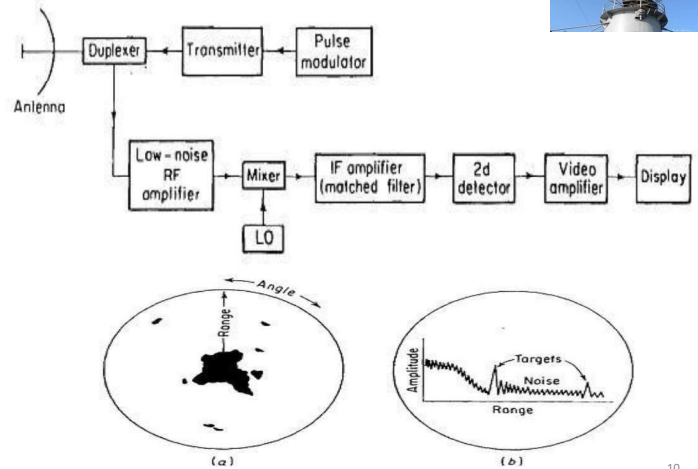 Antenna
Duplexer
Transmitter
Pulse
modulator
Low-noise
RF
amplifier
Mixer
LO
IF amplifier
(matched filter)
2d
detector
Video
amplifier
Display
Angle
Range
(a)
Amplitude
Targets
Noise
Range
(b)
10